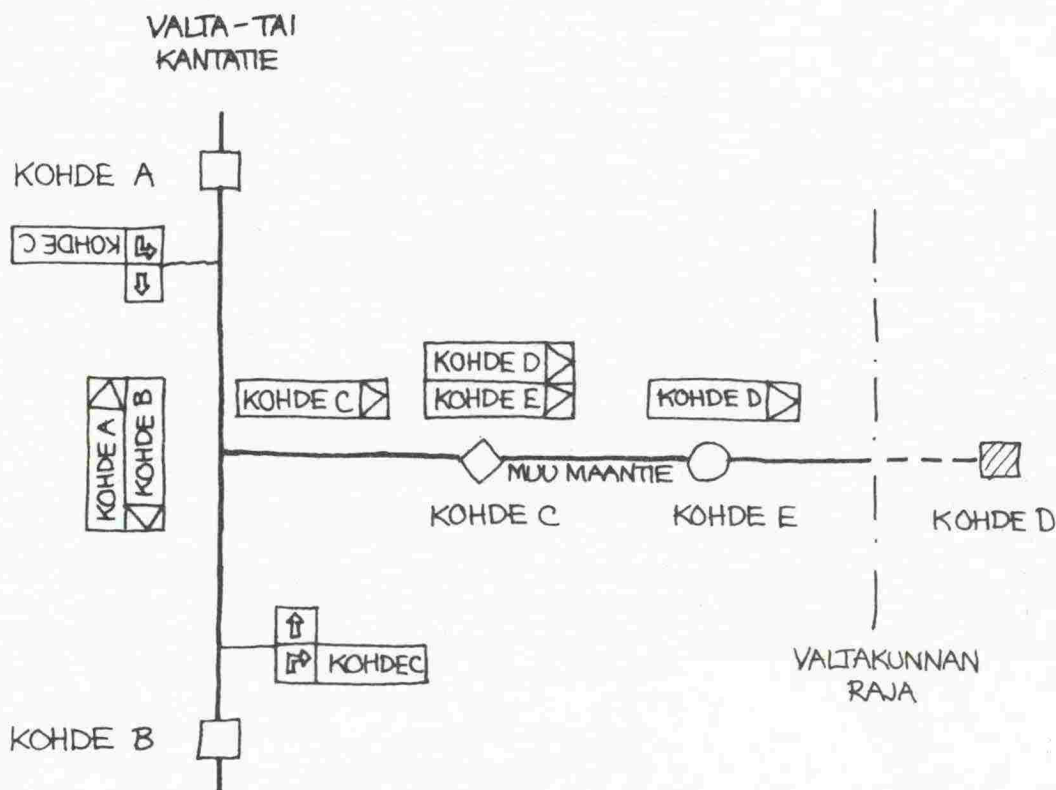 VALTA-TAI
KANTATIE
KOHDE A
KOHDE C
KOHDE D
KOHDE C
KOHDE E
KOHDE D
KOHDE A
KOHDE B
MUU MAANTIE
KOHDE C
KOHDE E
KOHDE D
KOHDEC
VALTAKUNNAN
RAJA
KOHDE B